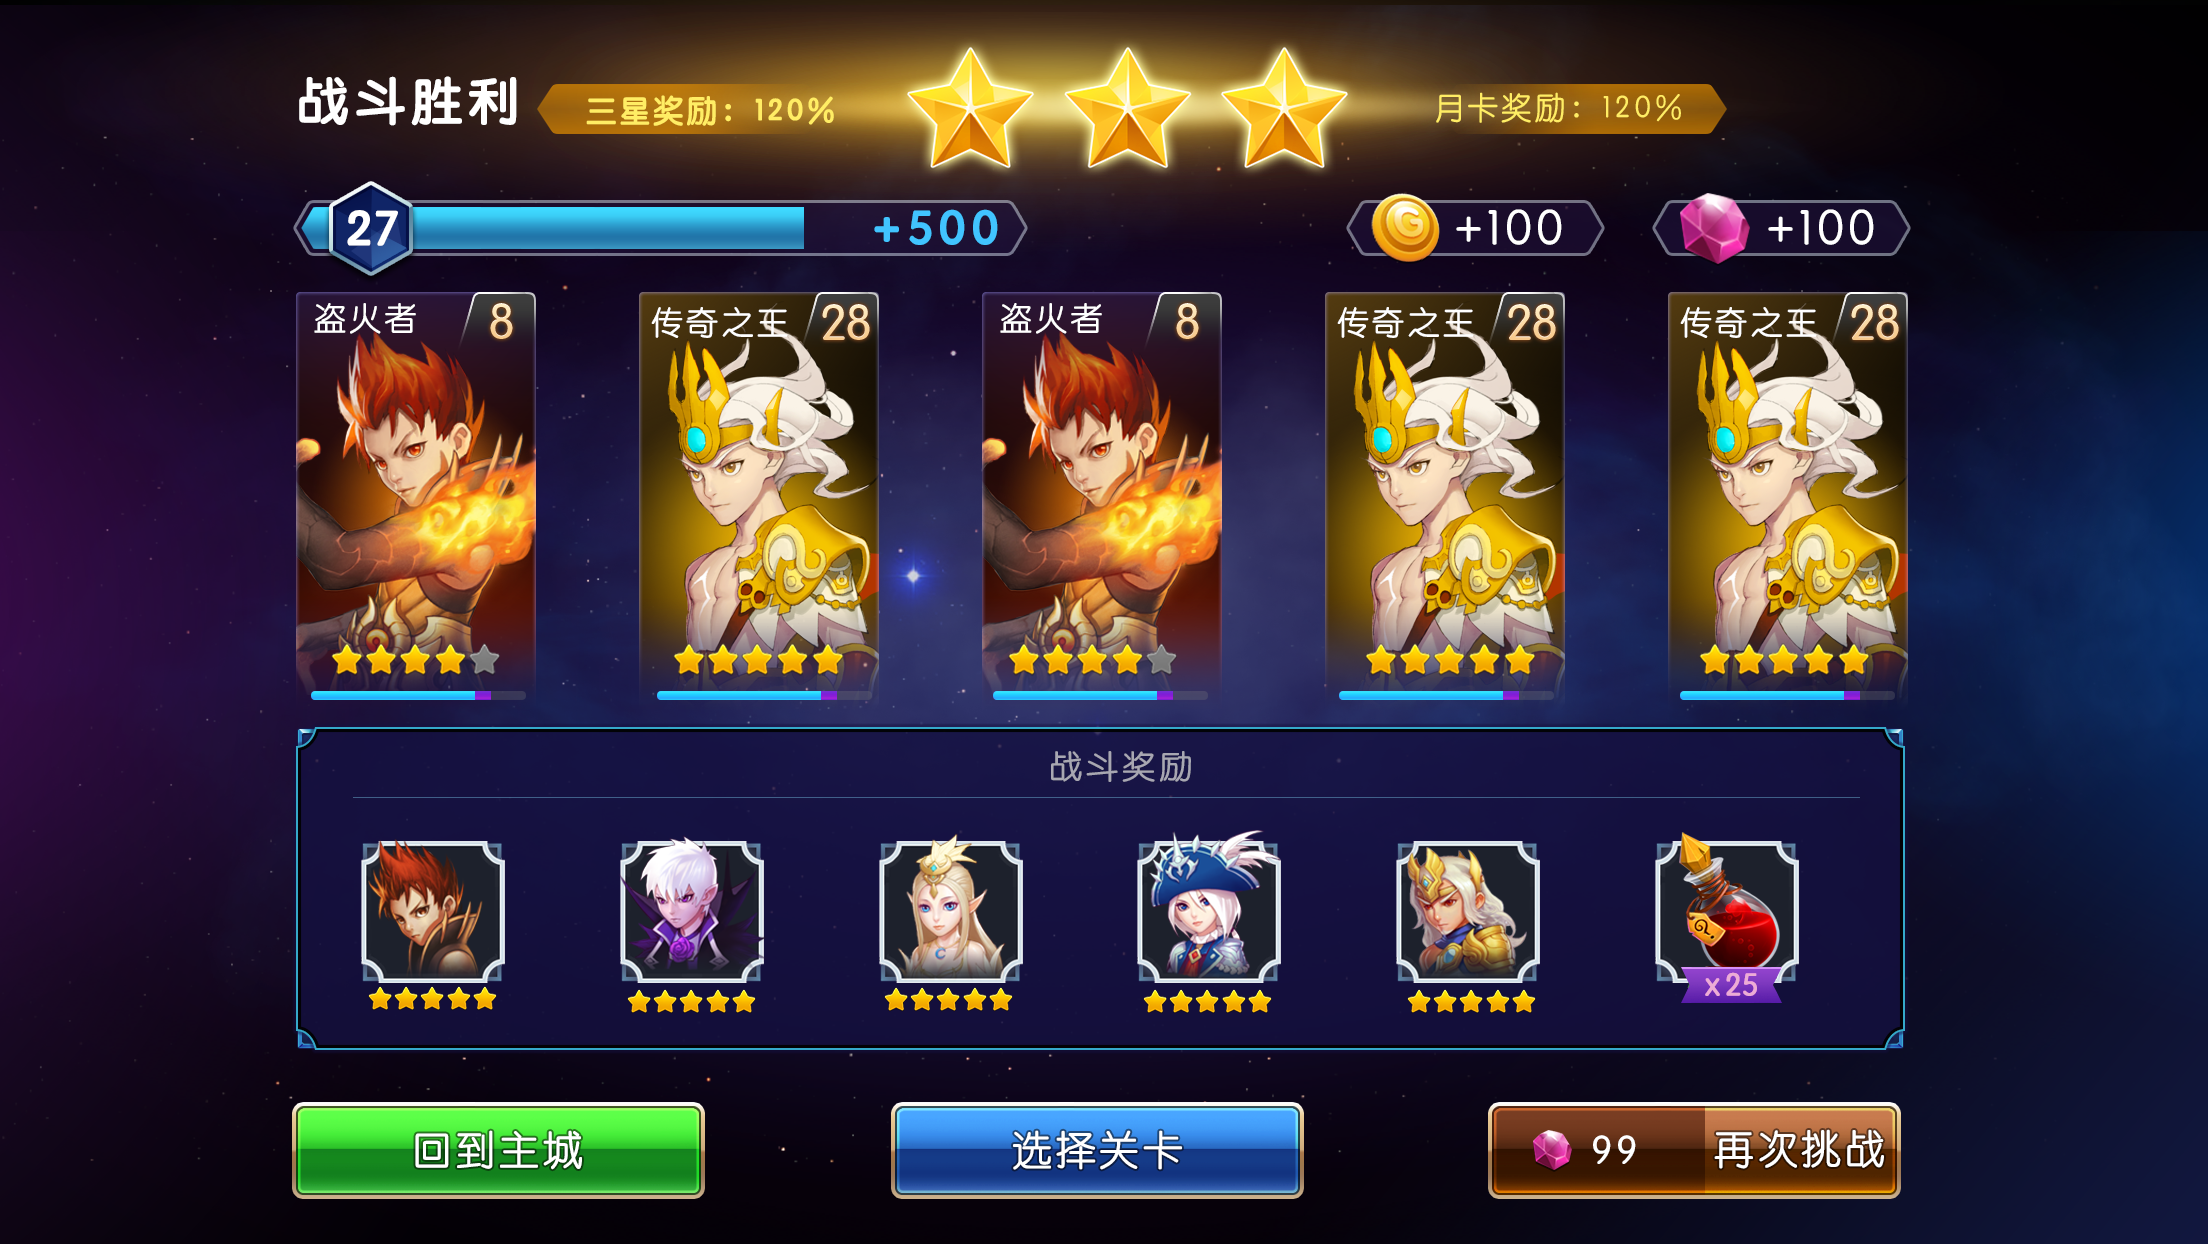 战斗胜利
三星奖励：120%
月卡奖励：120%
27
+500
+100
+100
盗火者 8
传奇之王 28
盗火者 8
传奇之王 28
传奇之王 28
战斗奖励
x25
回到主城
选择关卡
99 再次挑战